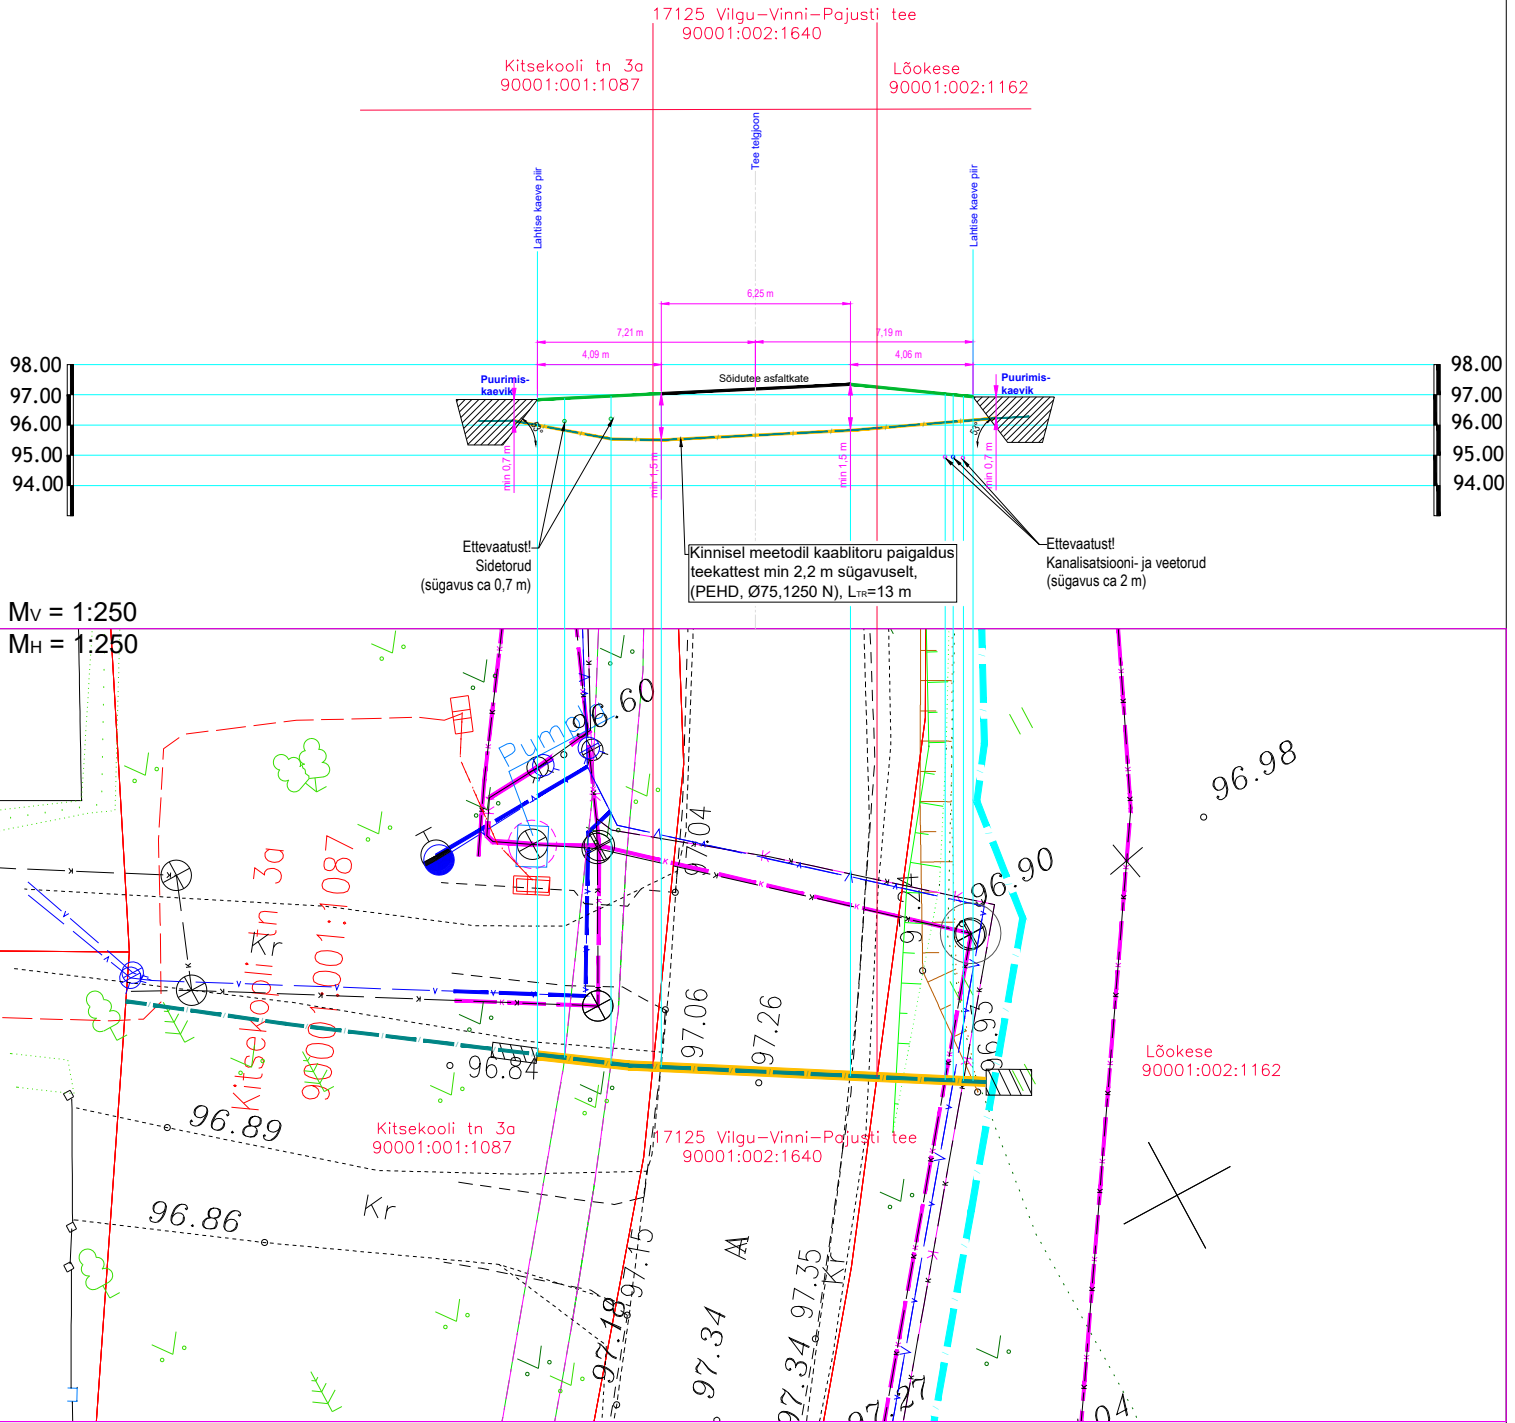 17125 Vilgu-Vinni-Pajusti tee
90001:002:1640
Kitsekooli tn 3a
90001:001:1087
Lõokese
90001:002:1162
Tee telgjoon
Lahtise kaeve piir
Lahtise kaeve piir
6,25 m
7,21 m
7,19 m
4,09 m
4,06 m
98.00
97.00
96.00
95.00
94.00
98.00
97.00
96.00
95.00
94.00
Puurimis-
kaevik
Sõidutee asfaltkate
Puurimis-
kaevik
53°
53°
min 0,7 m
min 1,5 m
min 1,5 m
min 0,7 m
Ettevaatust!
Sidetorud
(sügavus ca 0,7 m)
Kinnisel meetodil kaablitoru paigaldus
teekattest min 2,2 m sügavuselt,
(PEHD, Ø75,1250 N), LTR=13 m
Ettevaatust!
Kanalisatsiooni- ja veetorud
(sügavus ca 2 m)
MV = 1:250
MH = 1:250
96.60
96.98
97.04
96.90
Kitsekooli tn 3a
90001:001:1087
Kr
97.06
97.26
96.95
96.84
Lõokese
90001:002:1162
96.89
Kitsekooli tn 3a
90001:001:1087
17125 Vilgu-Vinni-Pajusti tee
90001:002:1640
96.86
Kr
97.15
97.18
97.34
97.35
97.34
Kr
97.27